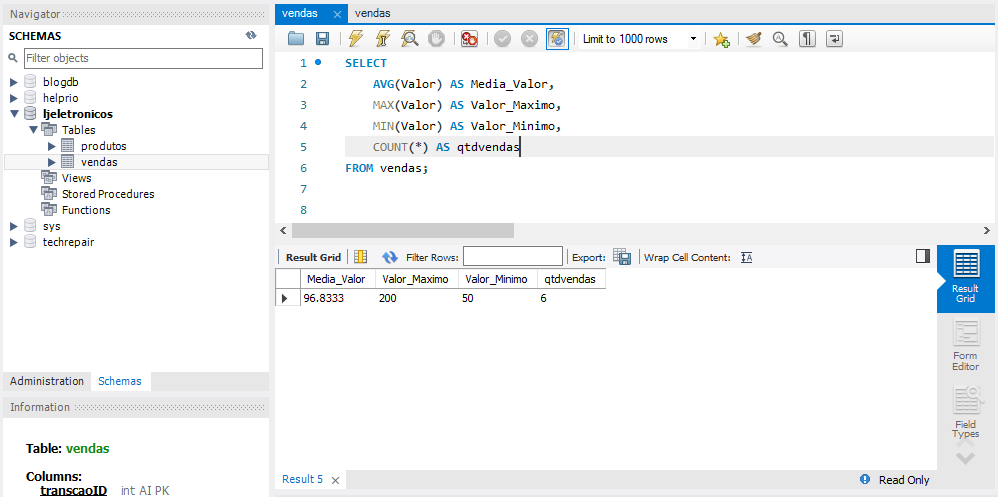 Navigator
SCHEMAS
Filter objects
blogdb
helprio
ljeletronicos
Tables
produtos
vendas
Views
Stored Procedures
Functions
sys
techrepair
Administration Schemas
Information
Table: vendas
Columns:
transcaoID int AI PK
vendas vendas
Limit to 1000 rows
1 SELECT
2 AVG(Valor) AS Media_Valor,
3 MAX(Valor) AS Valor_Maximo,
4 MIN(Valor) AS Valor_Minimo,
5 COUNT(*) AS qtdvendas
6 FROM vendas;
7
8
Result Grid Filter Rows: Export: Wrap Cell Content:
Media_Valor Valor_Maximo Valor_Minimo qtdvendas
96.8333 200 50 6
Result
Grid
Form
Editor
Field
Types
Result 5 Read Only